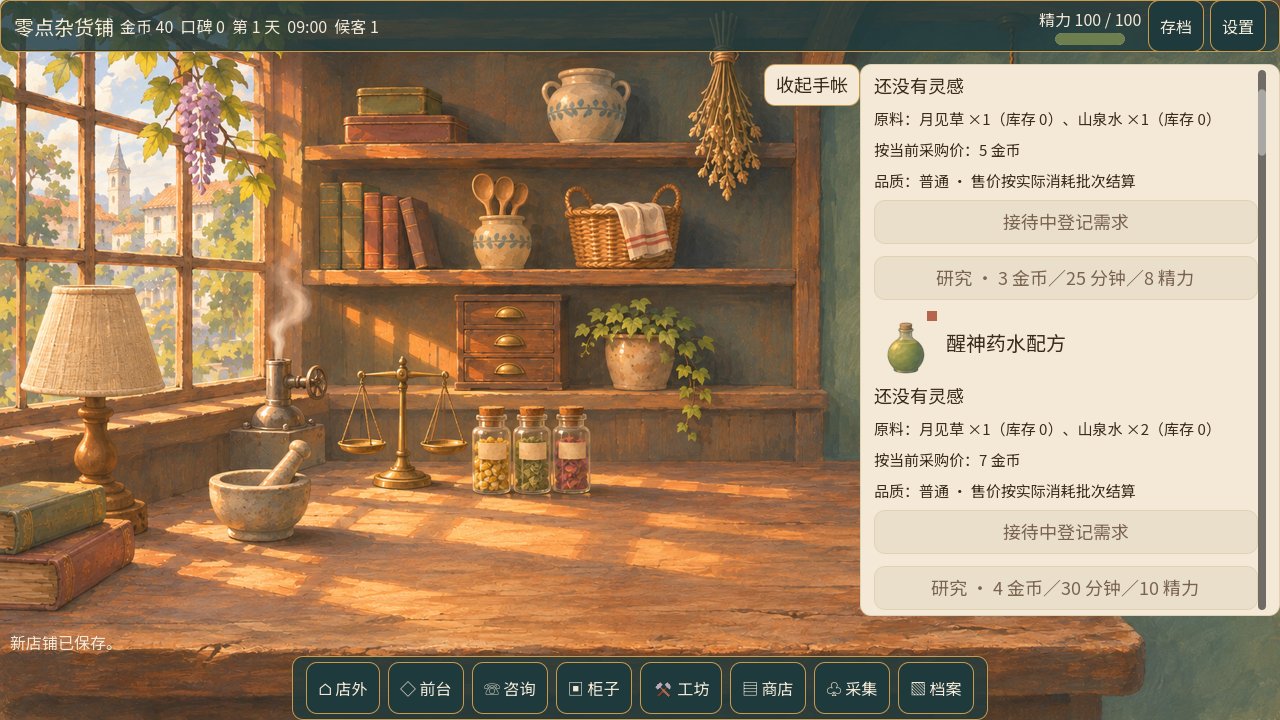 零点杂货铺 金币 40 口碑 0 第 1 天 09:00 候客 1
精力 100 / 100
存档
设置
收起手帐
还没有灵感
原料：月见草 ×1（库存 0）、山泉水 ×1（库存 0）
按当前采购价：5 金币
品质：普通 · 售价按实际消耗批次结算
接待中登记需求
研究 · 3 金币／25 分钟／8 精力
醒神药水配方
还没有灵感
原料：月见草 ×1（库存 0）、山泉水 ×2（库存 0）
按当前采购价：7 金币
品质：普通 · 售价按实际消耗批次结算
接待中登记需求
研究 · 4 金币／30 分钟／10 精力
新店铺已保存。
店外
前台
咨询
柜子
工坊
商店
采集
档案